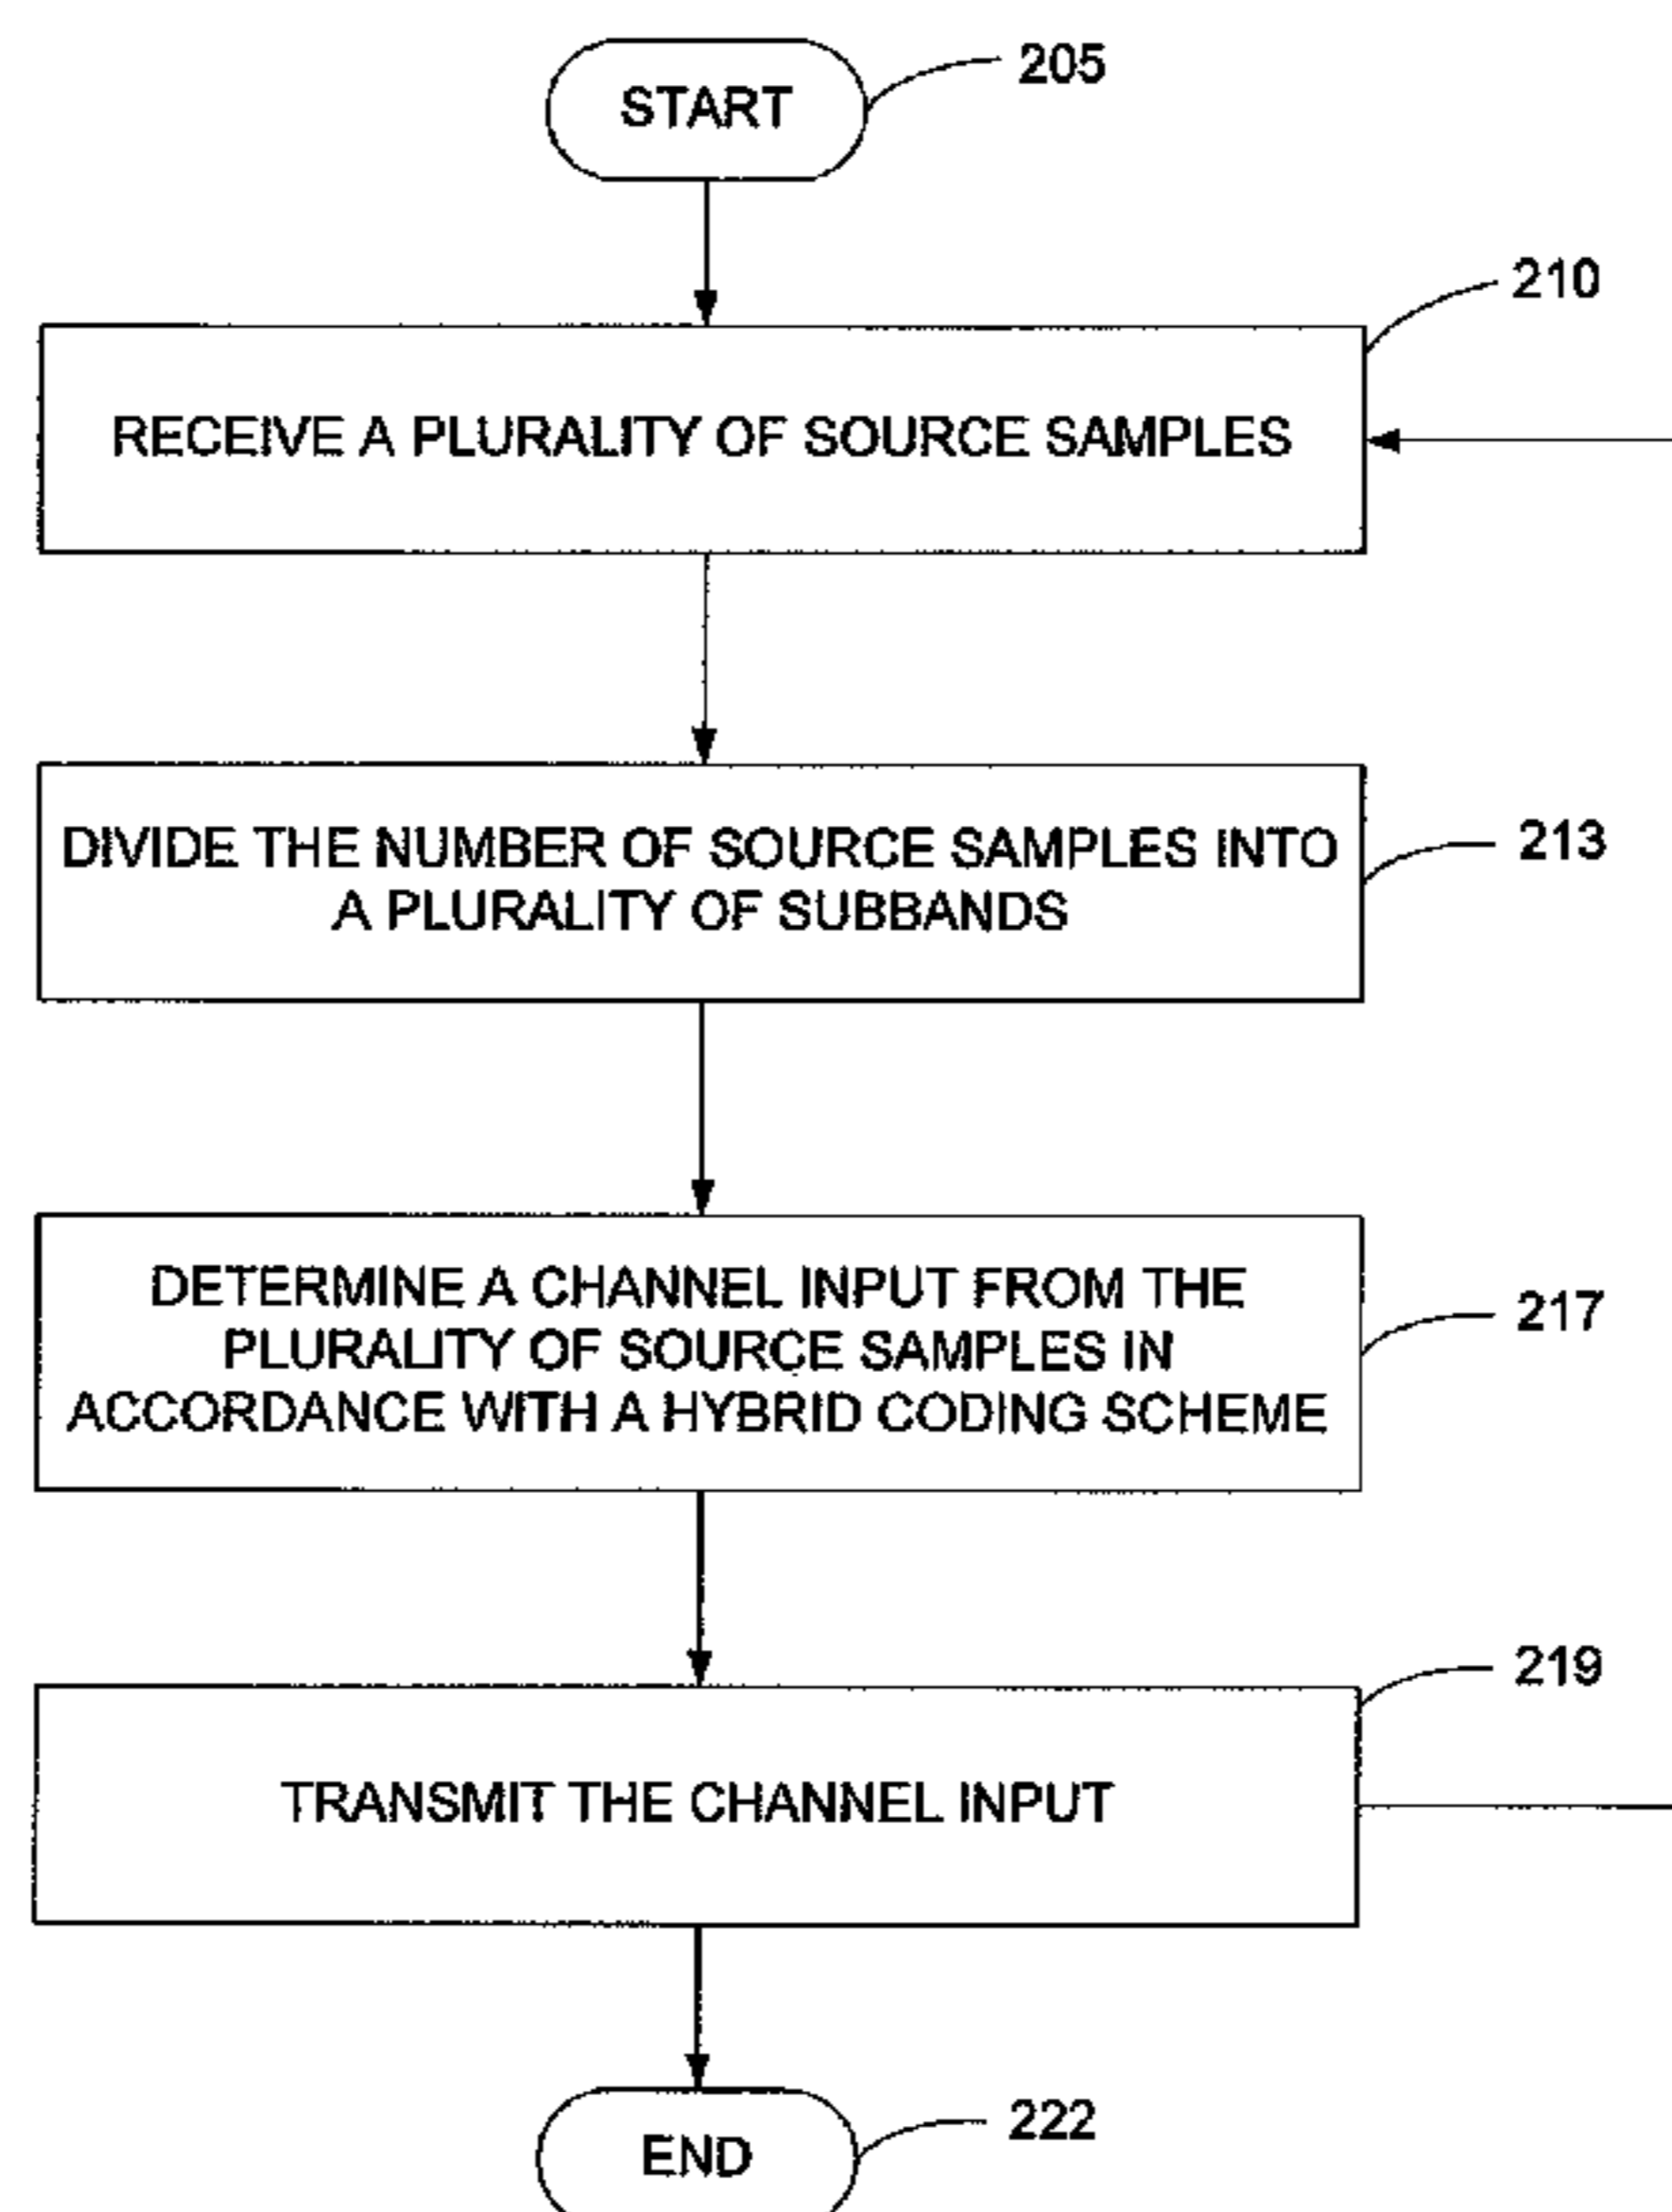 START
205
210
RECEIVE A PLURALITY OF SOURCE SAMPLES
DIVIDE THE NUMBER OF SOURCE SAMPLES INTO
A PLURALITY OF SUBBANDS
213
DETERMINE A CHANNEL INPUT FROM THE
PLURALITY OF SOURCE SAMPLES IN
ACCORDANCE WITH A HYBRID CODING SCHEME
217
219
TRANSMIT THE CHANNEL INPUT
222
END